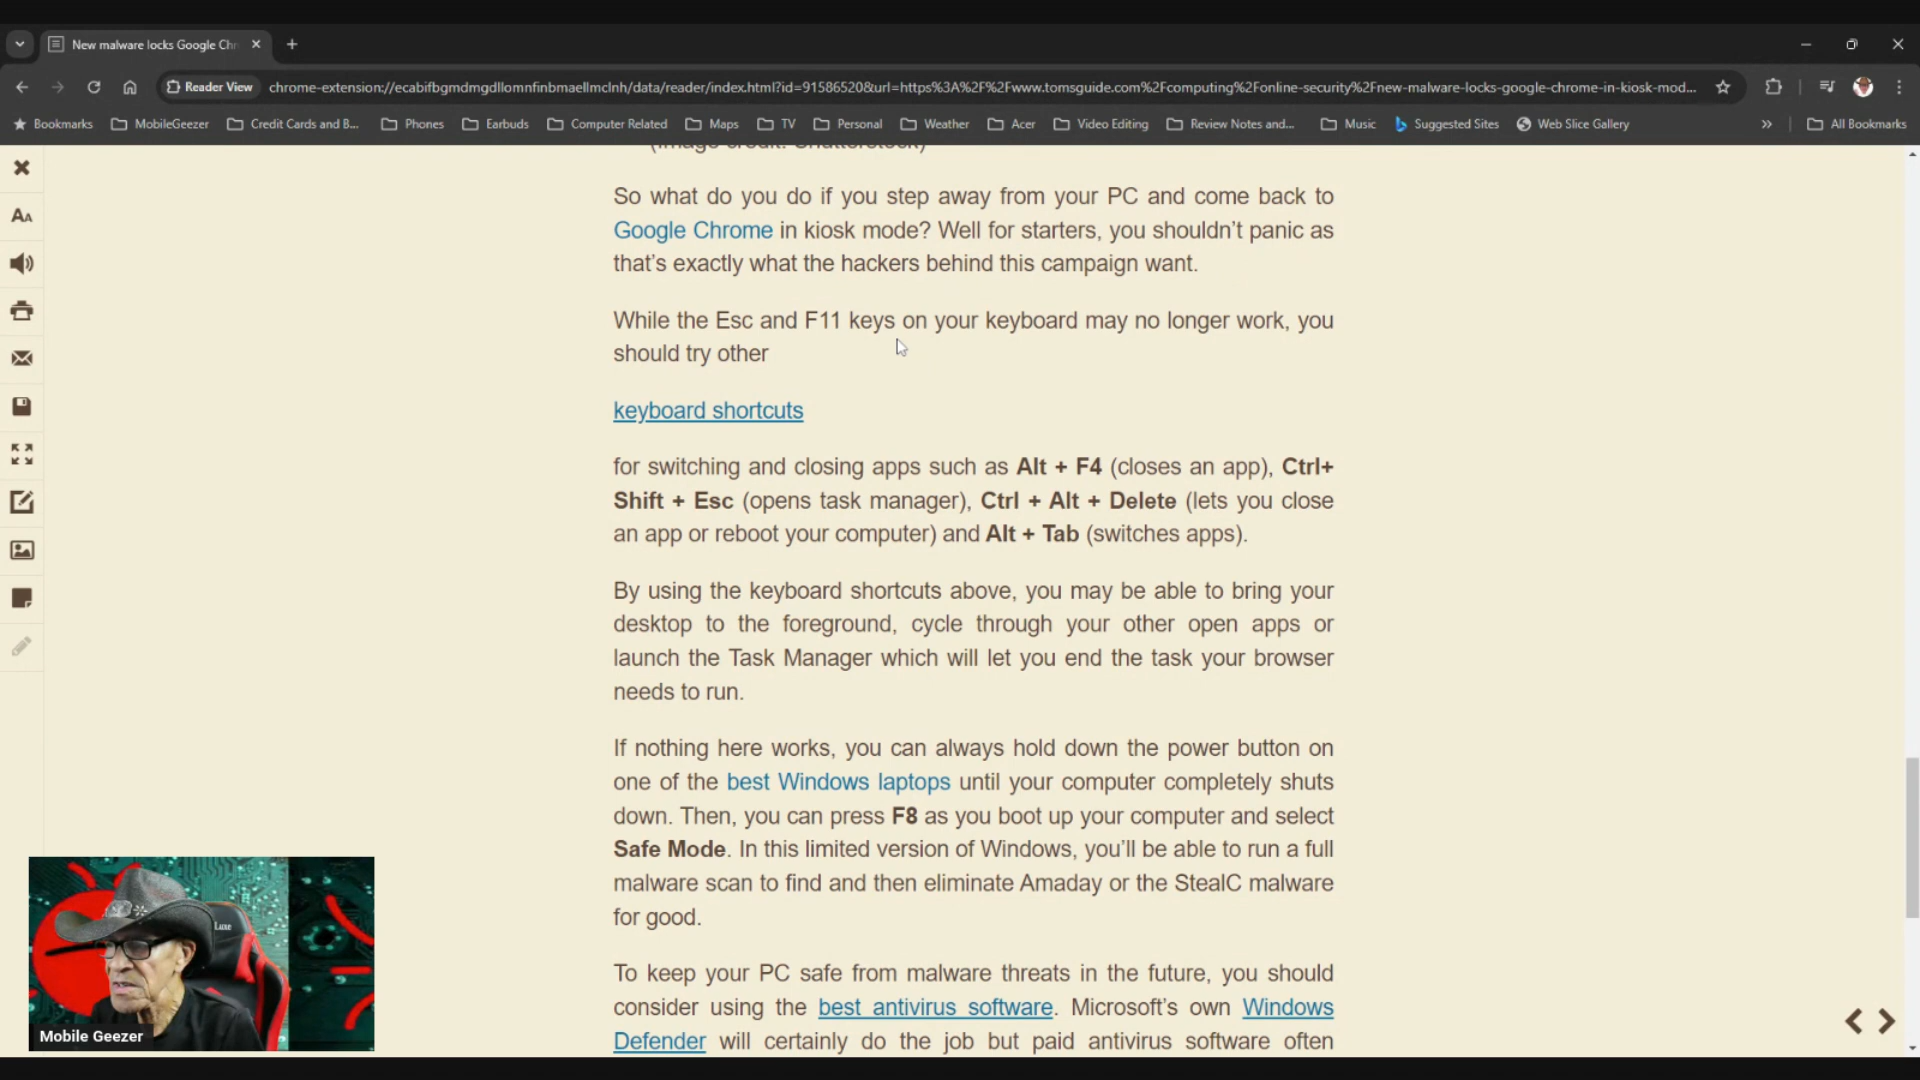 New malware locks Google Chr
Reader View
chrome-extension://ecabifbgmdmgdllomnfinbmaellmclnh/data/reader/index.html?id=91586520&url=https%3A%2F%2Fwww.tomsguide.com%2Fcomputing%2Fonline-security%2Fnew-malware-locks-google-chrome-in-kiosk-mod...
Bookmarks MobileGeezer Credit Cards and B... Phones Earbuds Computer Related Maps TV Personal Weather Acer Video Editing Review Notes and... Music Suggested Sites Web Slice Gallery » All Bookmarks
(Image credit: Shutterstock)
So what do you do if you step away from your PC and come back to
Google Chrome in kiosk mode? Well for starters, you shouldn't panic as
that's exactly what the hackers behind this campaign want.
While the Esc and F11 keys on your keyboard may no longer work, you
should try other
keyboard shortcuts
for switching and closing apps such as Alt + F4 (closes an app), Ctrl+
Shift + Esc (opens task manager), Ctrl + Alt + Delete (lets you close
an app or reboot your computer) and Alt + Tab (switches apps).
By using the keyboard shortcuts above, you may be able to bring your
desktop to the foreground, cycle through your other open apps or
launch the Task Manager which will let you end the task your browser
needs to run.
If nothing here works, you can always hold down the power button on
one of the best Windows laptops until your computer completely shuts
down. Then, you can press F8 as you boot up your computer and select
Safe Mode. In this limited version of Windows, you'll be able to run a full
malware scan to find and then eliminate Amaday or the StealC malware
for good.
To keep your PC safe from malware threats in the future, you should
consider using the best antivirus software. Microsoft's own Windows
Defender will certainly do the job but paid antivirus software often
Luxe
Mobile Geezer